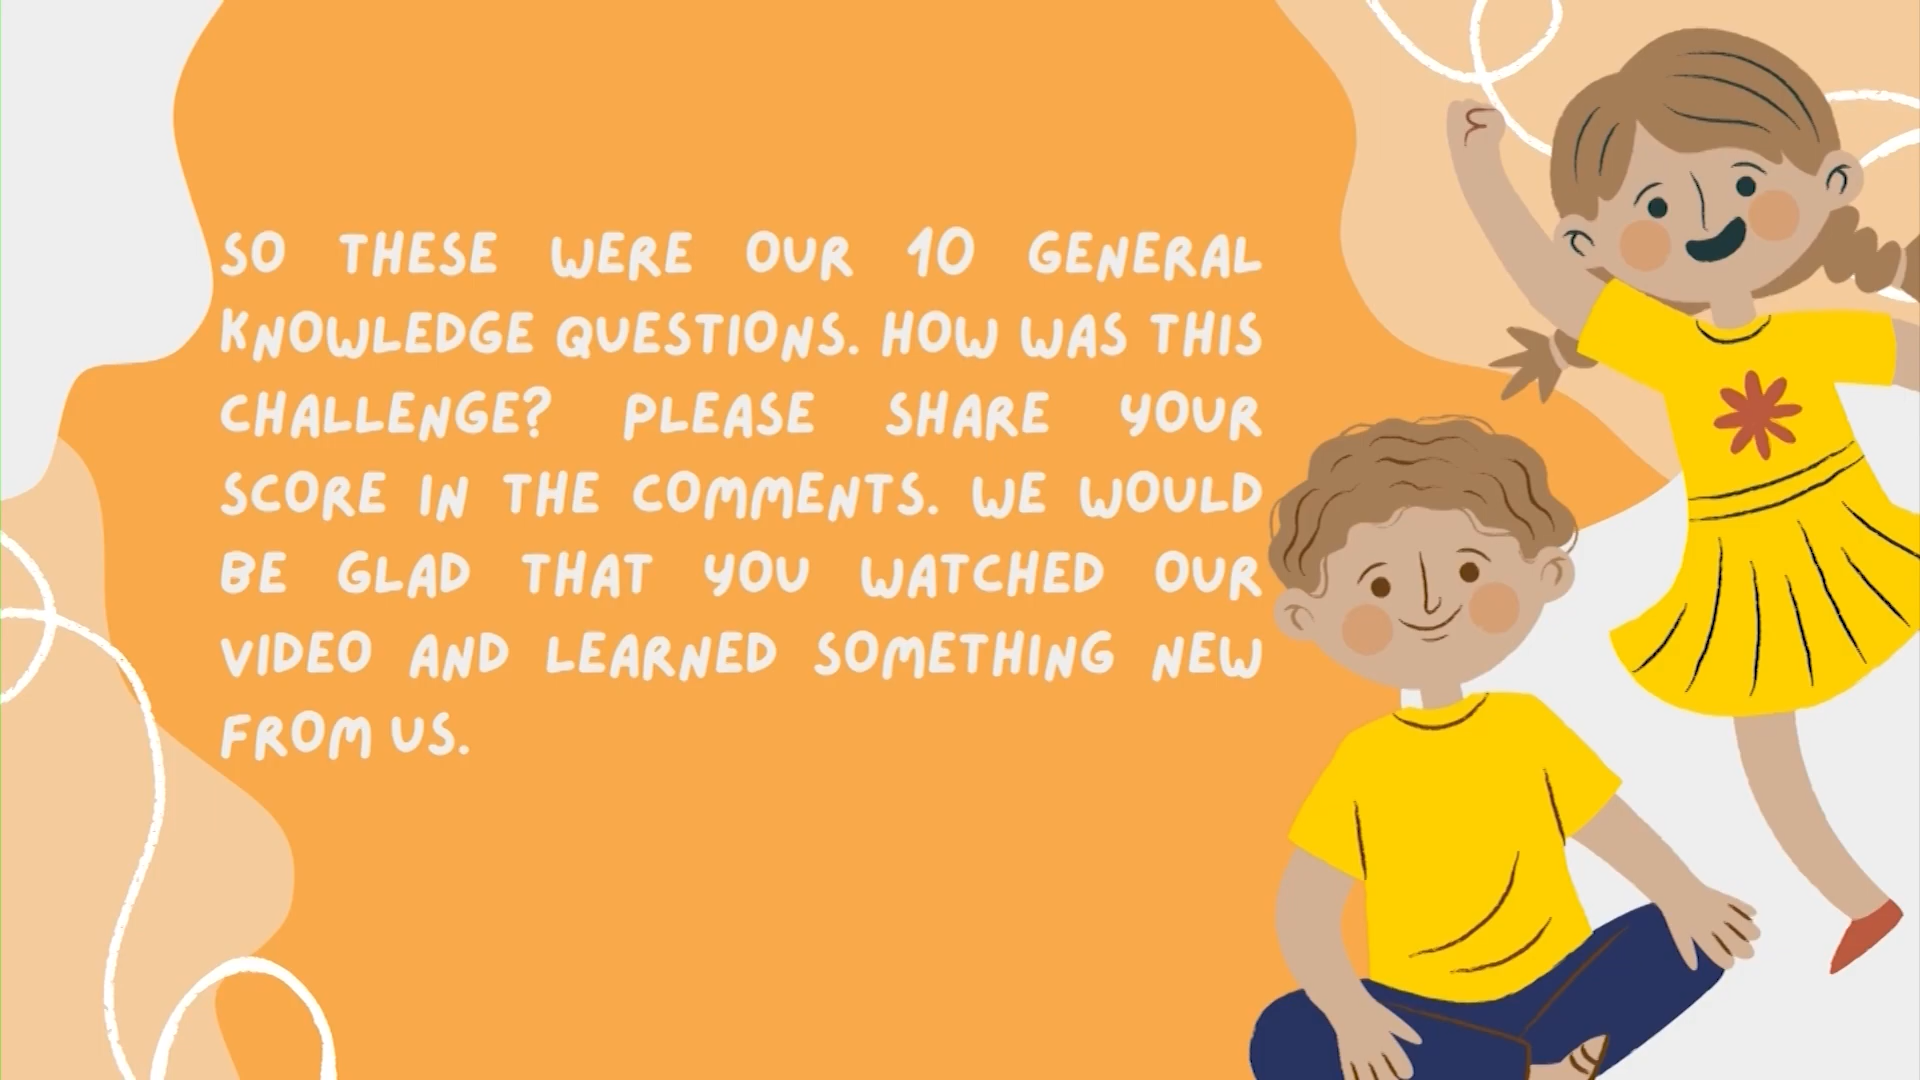 SO THESE WERE OUR 10 GENERAL
KNOWLEDGE QUESTIONS. HOW WAS THIS
CHALLENGE? PLEASE SHARE YOUR
SCORE IN THE COMMENTS. WE WOULD
BE GLAD THAT YOU WATCHED OUR
VIDEO AND LEARNED SOMETHING NEW
FROM US.